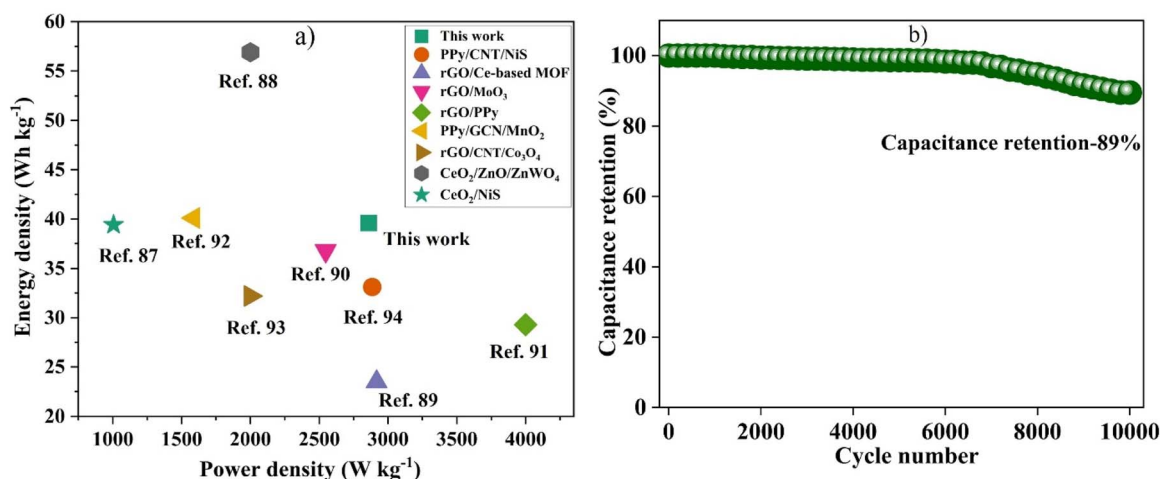 a)
60
55
50
45
40
35
30
25
20
Energy density (Wh kg⁻¹)
1000 1500 2000 2500 3000 3500 4000
Power density (W kg⁻¹)
This work
PPy/CNT/NiS
rGO/Ce-based MOF
rGO/MoO₃
rGO/PPy
PPy/GCN/MnO₂
rGO/CNT/Co₃O₄
CeO₂/ZnO/ZnWO₄
CeO₂/NiS
Ref. 88
This work
Ref. 92
Ref. 87
Ref. 90
Ref. 94
Ref. 93
Ref. 91
Ref. 89
b)
100
80
60
40
20
0
Capacitance retention (%)
Capacitance retention-89%
0 2000 4000 6000 8000 10000
Cycle number